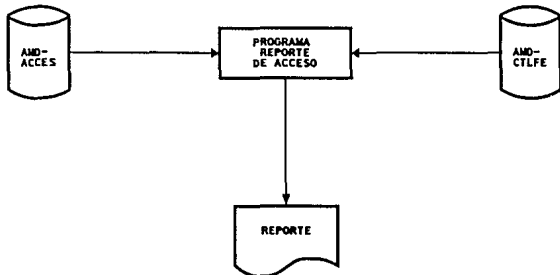 AMD-
ACCES
PROGRAMA
REPORTE
DE ACCESO
AMD-
CTLFE
REPORTE